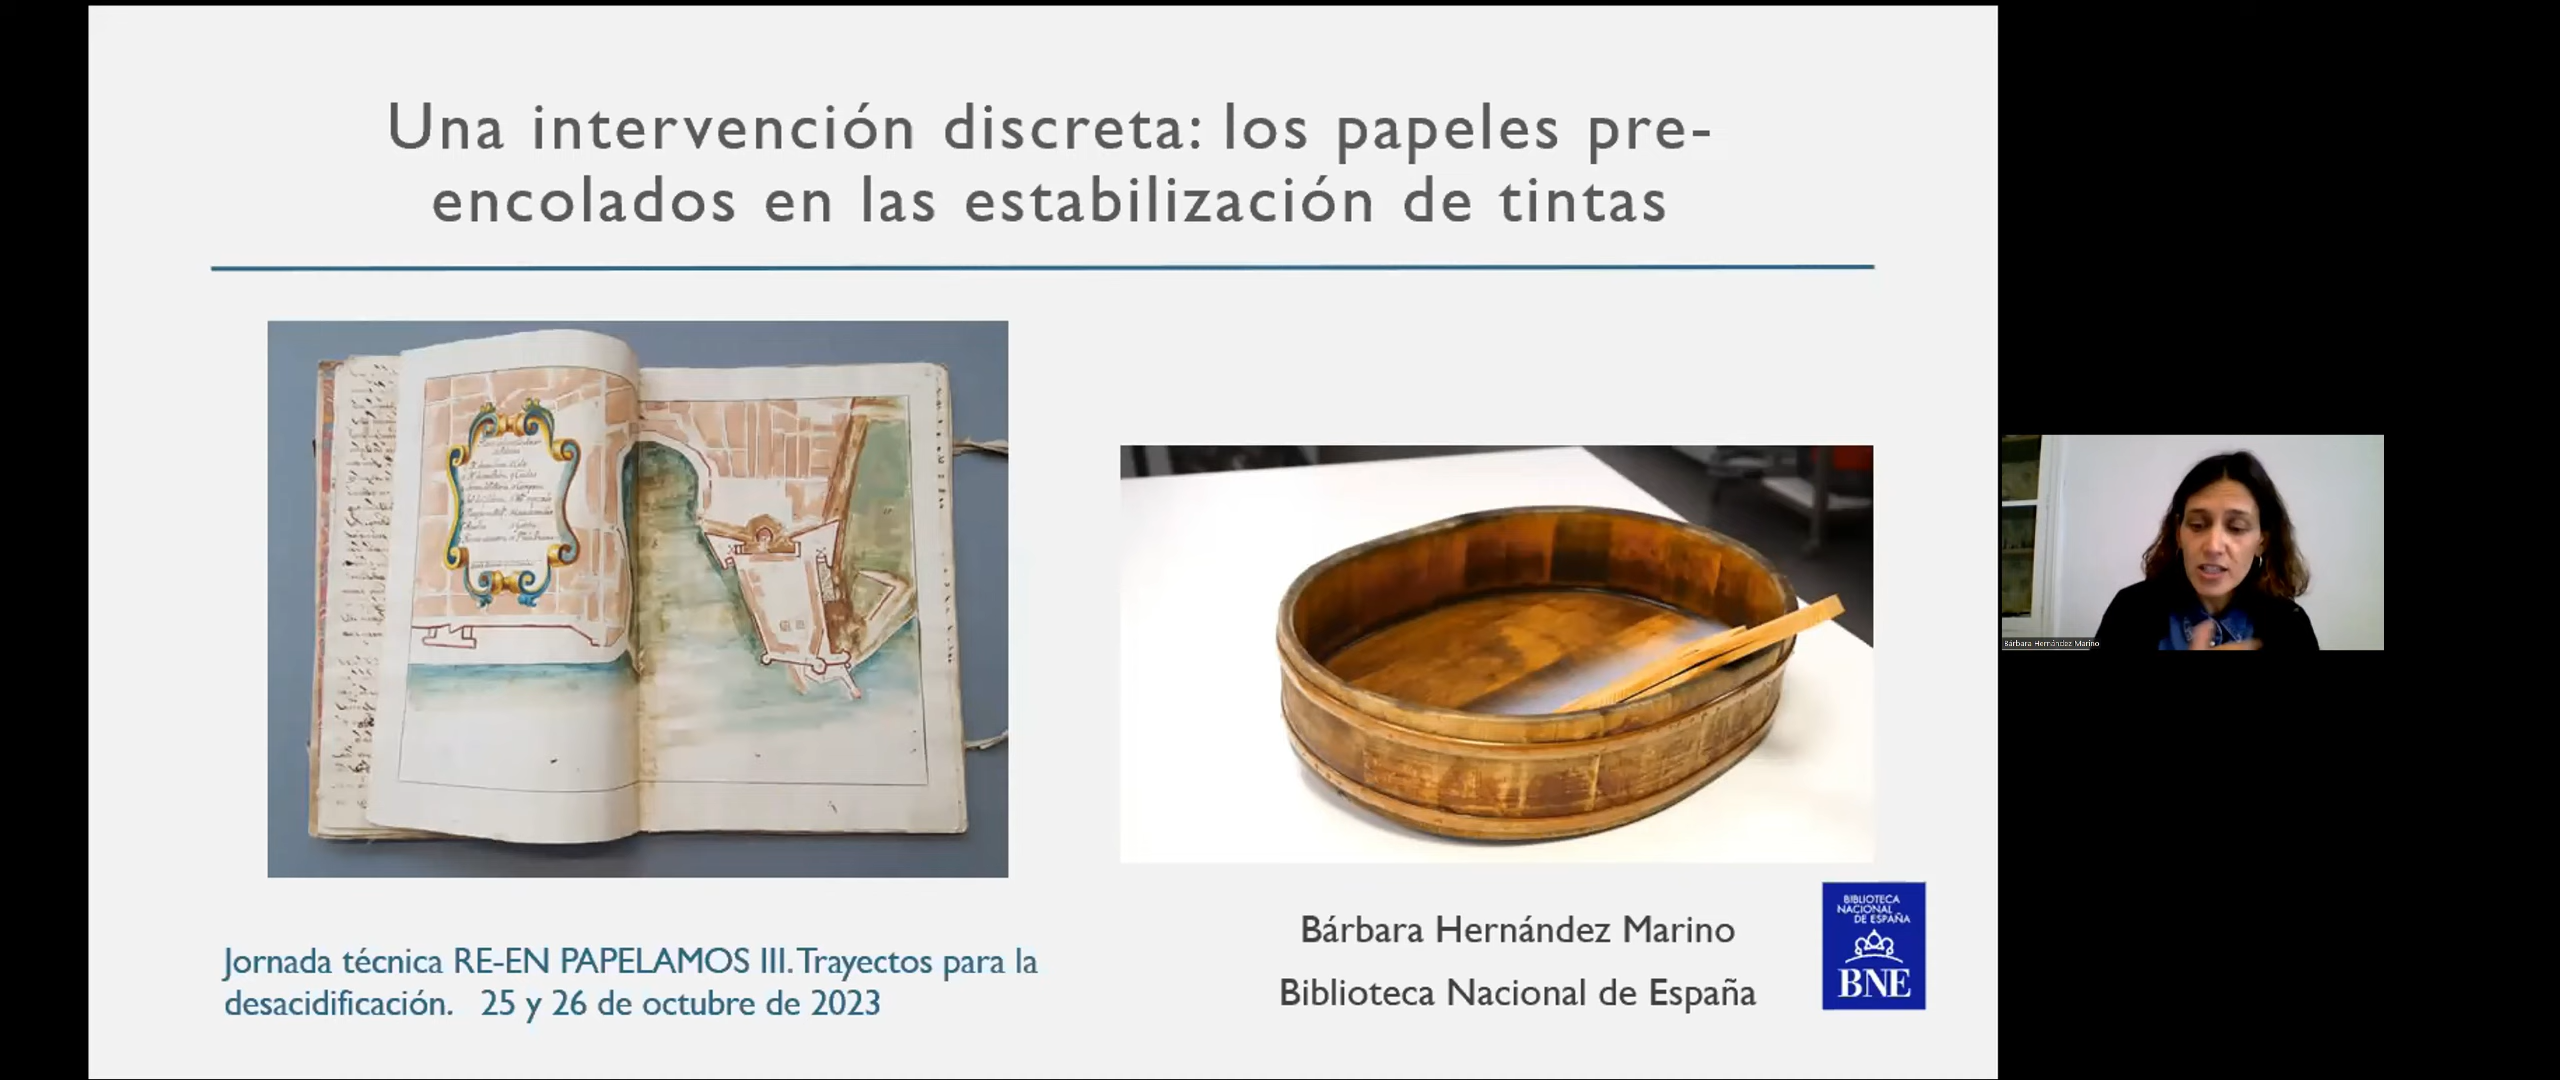 Una intervención discreta: los papeles pre-
encolados en las estabilización de tintas
Jornada técnica RE-EN PAPELAMOS III. Trayectos para la
desacidificación. 25 y 26 de octubre de 2023
Bárbara Hernández Marino
Biblioteca Nacional de España
BIBLIOTECA
NACIONAL
DE ESPAÑA
BNE
Bárbara Hernández Marino